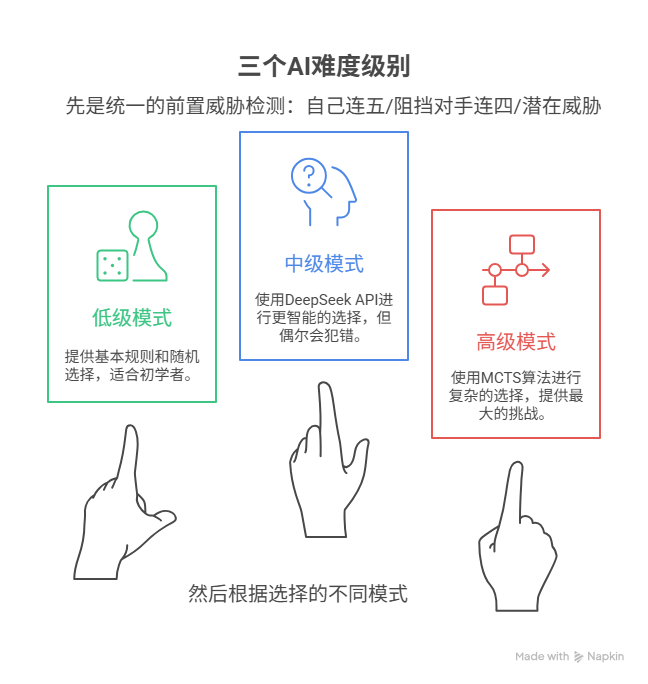 三个AI难度级别
先是统一的前置威胁检测：自己连五/阻挡对手连四/潜在威胁
低级模式
提供基本规则和随机
选择，适合初学者。
中级模式
使用DeepSeek API进
行更智能的选择，但
偶尔会犯错。
高级模式
使用MCTS算法进行
复杂的选择，提供最
大的挑战。
然后根据选择的不同模式
Made with Napkin